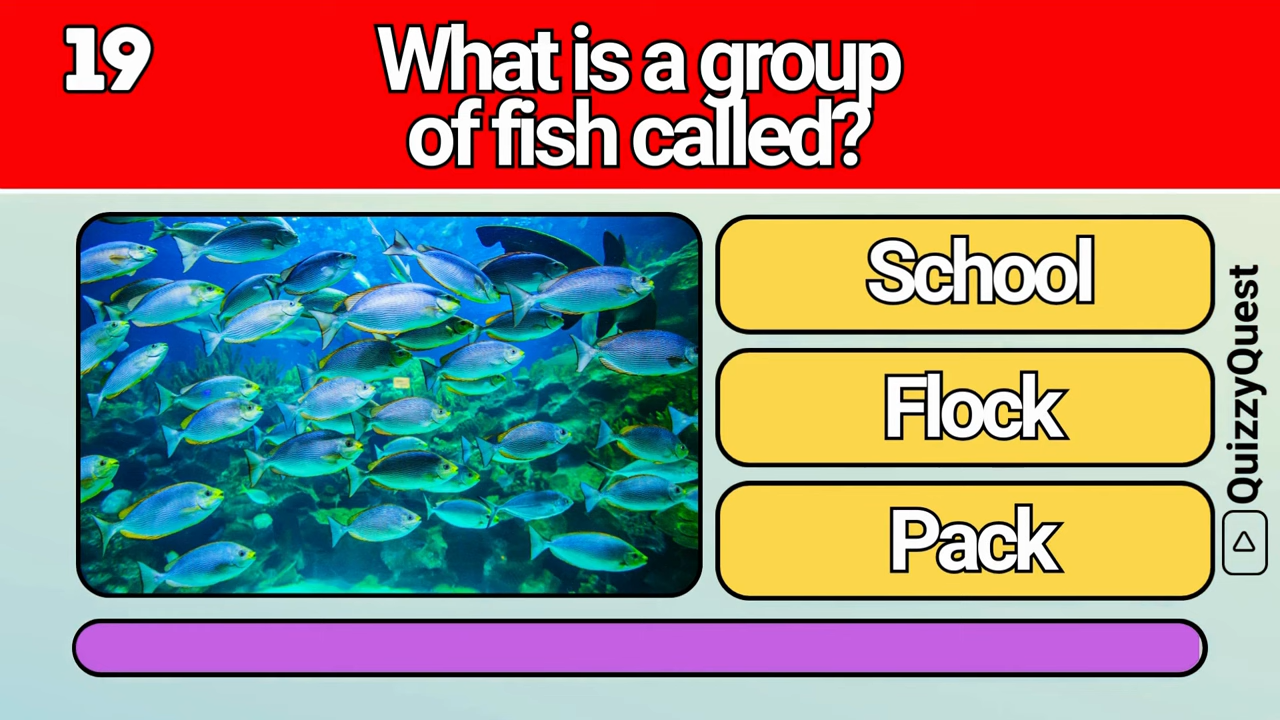 19
What is a group
of fish called?
School
Flock
Pack
QuizzyQuest